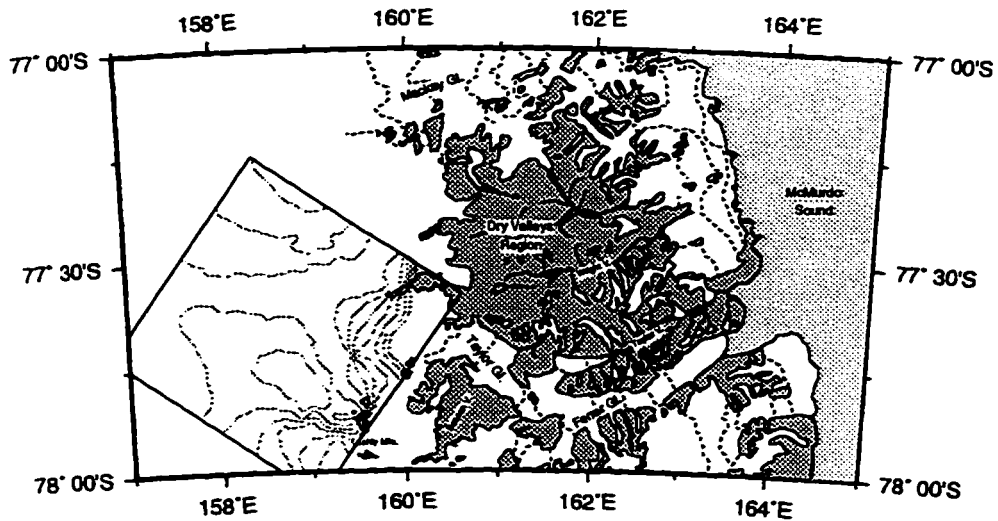 158°E 160°E 162°E 164°E
77° 00'S 77° 00'S
Mackay Gl.
McMurdo
Sound
Dry Valleys
Region
77° 30'S 77° 30'S
Taylor Gl.
Ferrar Gl.
78° 00'S 78° 00'S
158°E 160°E 162°E 164°E